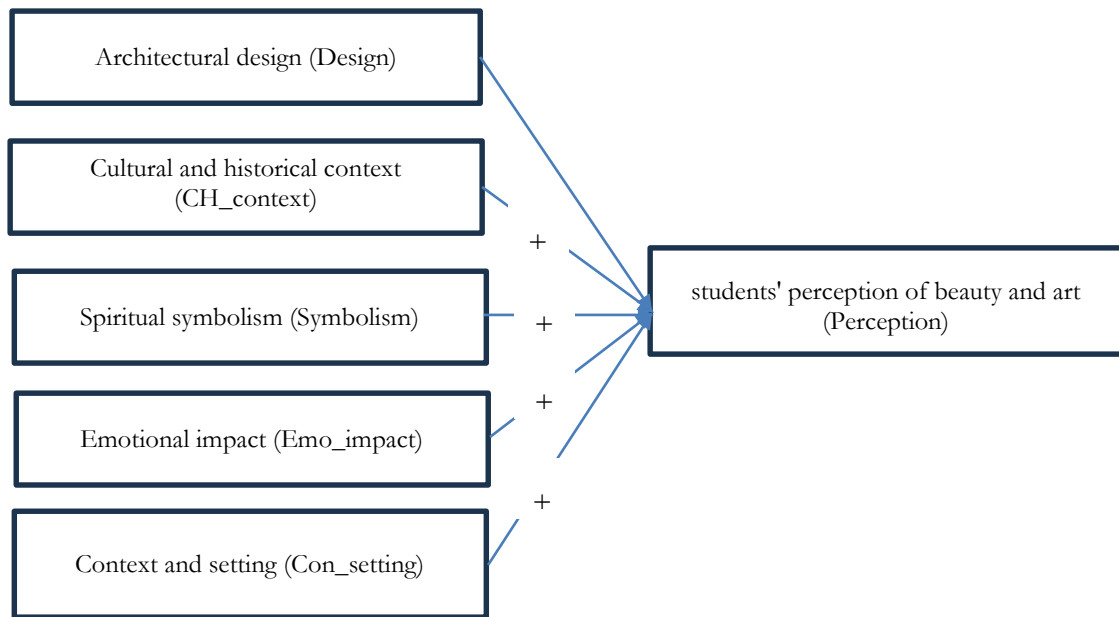 Architectural design (Design)
Cultural and historical context
(CH_context)
+
students' perception of beauty and art
(Perception)
Spiritual symbolism (Symbolism)
+
+
Emotional impact (Emo_impact)
+
Context and setting (Con_setting)